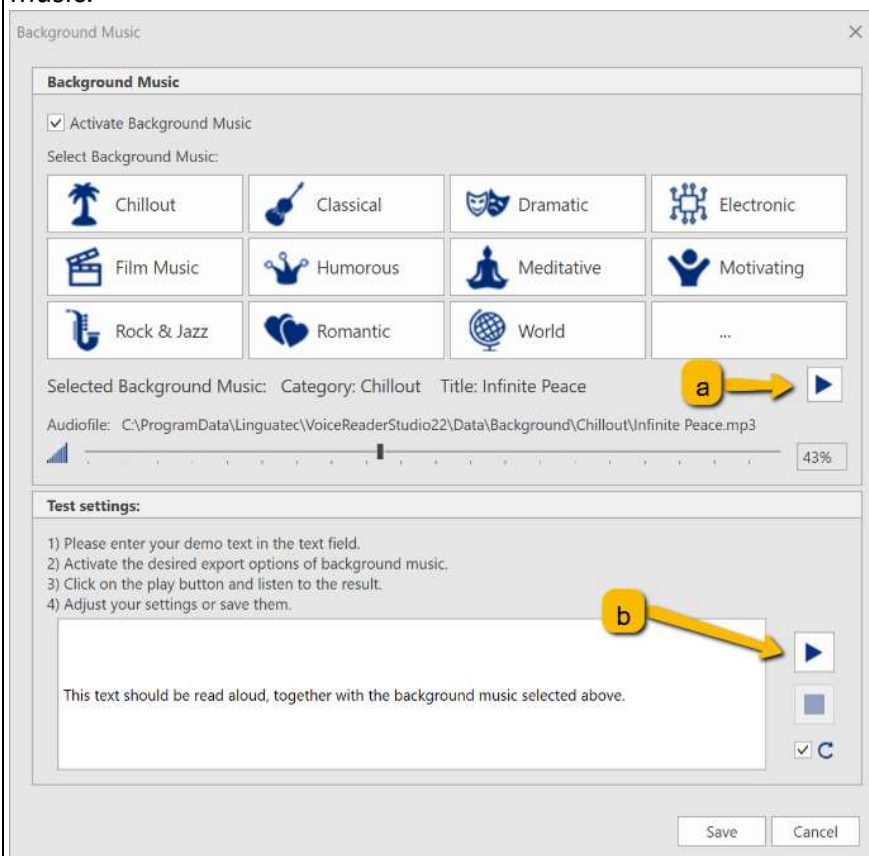 music.
Background Music
Background Music
Activate Background Music
Select Background Music:
Chillout Classical Dramatic Electronic
Film Music Humorous Meditative Motivating
Rock & Jazz Romantic World ...
Selected Background Music: Category: Chillout Title: Infinite Peace a
Audiofile: C:\ProgramData\Linguatec\VoiceReaderStudio22\Data\Background\Chillout\Infinite Peace.mp3
43%
Test settings:
1) Please enter your demo text in the text field.
2) Activate the desired export options of background music.
3) Click on the play button and listen to the result.
4) Adjust your settings or save them.
b
This text should be read aloud, together with the background music selected above.
Save Cancel